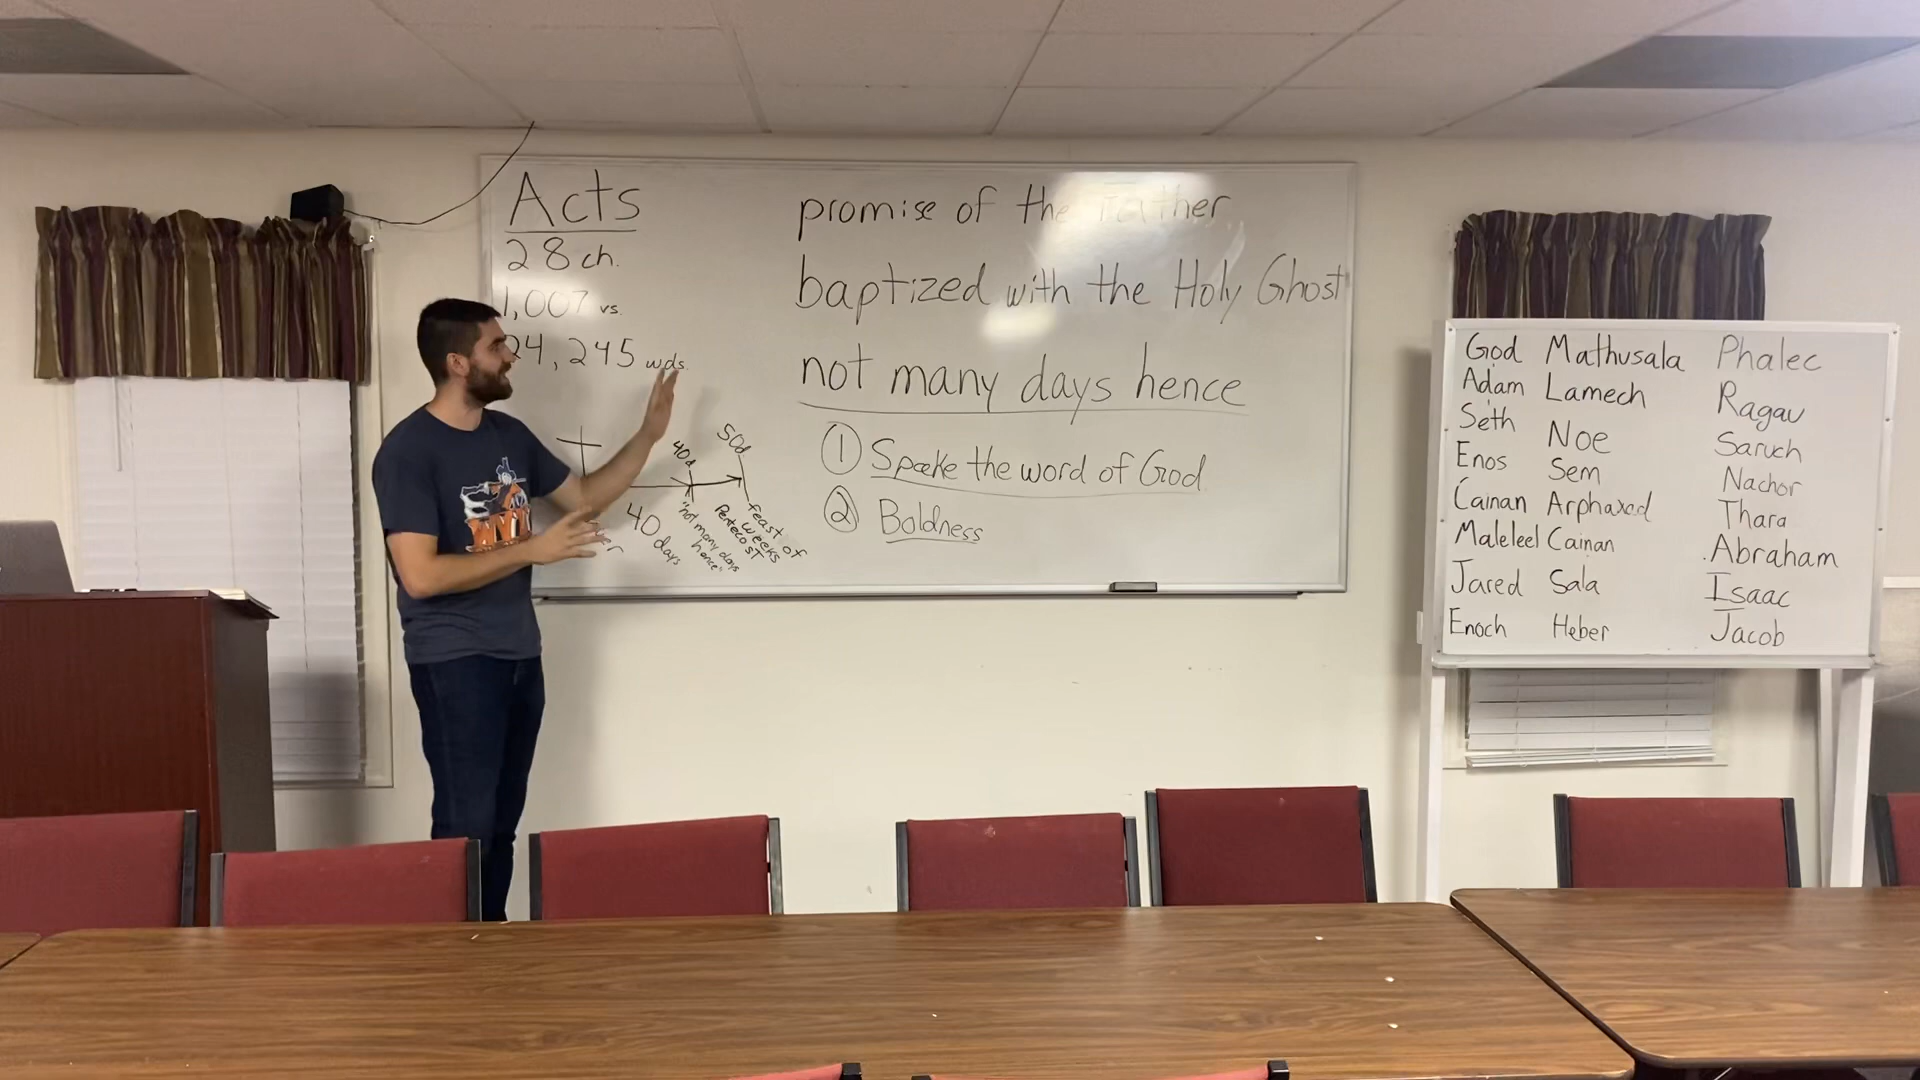 Acts
28 ch.
1,007 vs.
24,245 wds.
40d
50d
40 days
"not many days
hence"
Pentecost
feast of
weeks
promise of the Father
baptized with the Holy Ghost
not many days hence
① Spoke the word of God
② Boldness
God
Adam
Seth
Enos
Cainan
Maleleel
Jared
Enoch
Mathusala
Lamech
Noe
Sem
Arphaxad
Cainan
Sala
Heber
Phalec
Ragau
Saruch
Nachor
Thara
Abraham
Isaac
Jacob